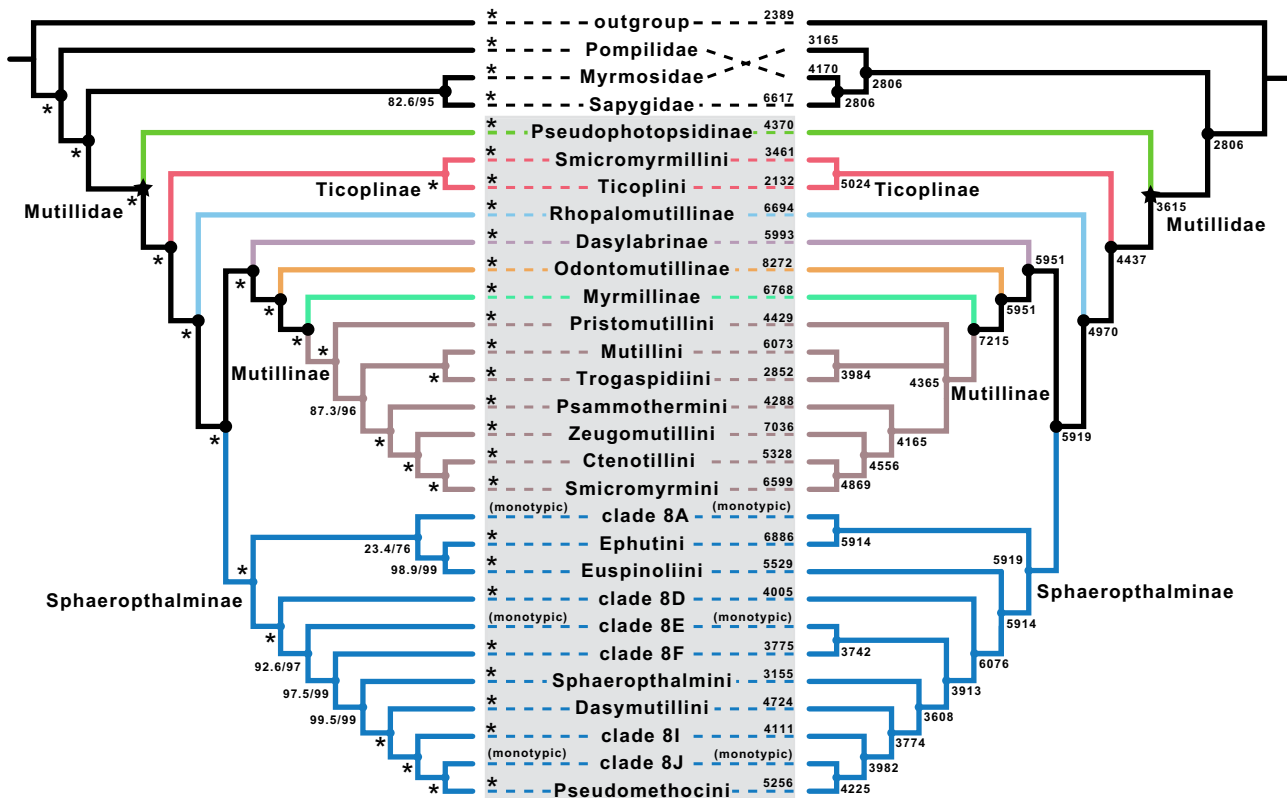 * outgroup 2389
* Pompilidae 3165
* Myrmosidae 4170
2806
82.6/95 * Sapygidae 6617
2806
*
* Pseudophotopsidinae 4370
*
2806
* Smicromyrmillini 3461
Ticoplinae * * Ticoplini 2132 5024 Ticoplinae
Mutillidae * 3615 Mutillidae
* Rhopalomutillinae 6694
* Dasylabrinae 5993
* 4437
5951
* Odontomutillinae 8272
* Myrmillinae 6768
* 5951
* Pristomutillini 4429
* 4970
* 7215
* Mutillini 6073
*
Mutillinae * * Trogaspidiini 2852 3984 4365 Mutillinae
87.3/96 * Psammothermini 4288
* Zeugomutillini 7036
* 4165 5919
* Ctenotillini 5328
* 4556
* * Smicromyrmini 6599 4869
(monotypic) clade 8A (monotypic)
5914
23.4/76 * Ephutini 6886
98.9/99 * Euspinoliini 5529 5919
*
Sphaeropthalminae * clade 8D 4005 Sphaeropthalminae
(monotypic) clade 8E (monotypic)
* 5914
3742
92.6/97 * clade 8F 3775
6076
97.5/99 * Sphaeropthalmini 3155
3913
99.5/99 * Dasymutillini 4724
3608
* clade 8I 4111
* 3774
(monotypic) clade 8J (monotypic)
* 3982
* * Pseudomethocini 5256 4225